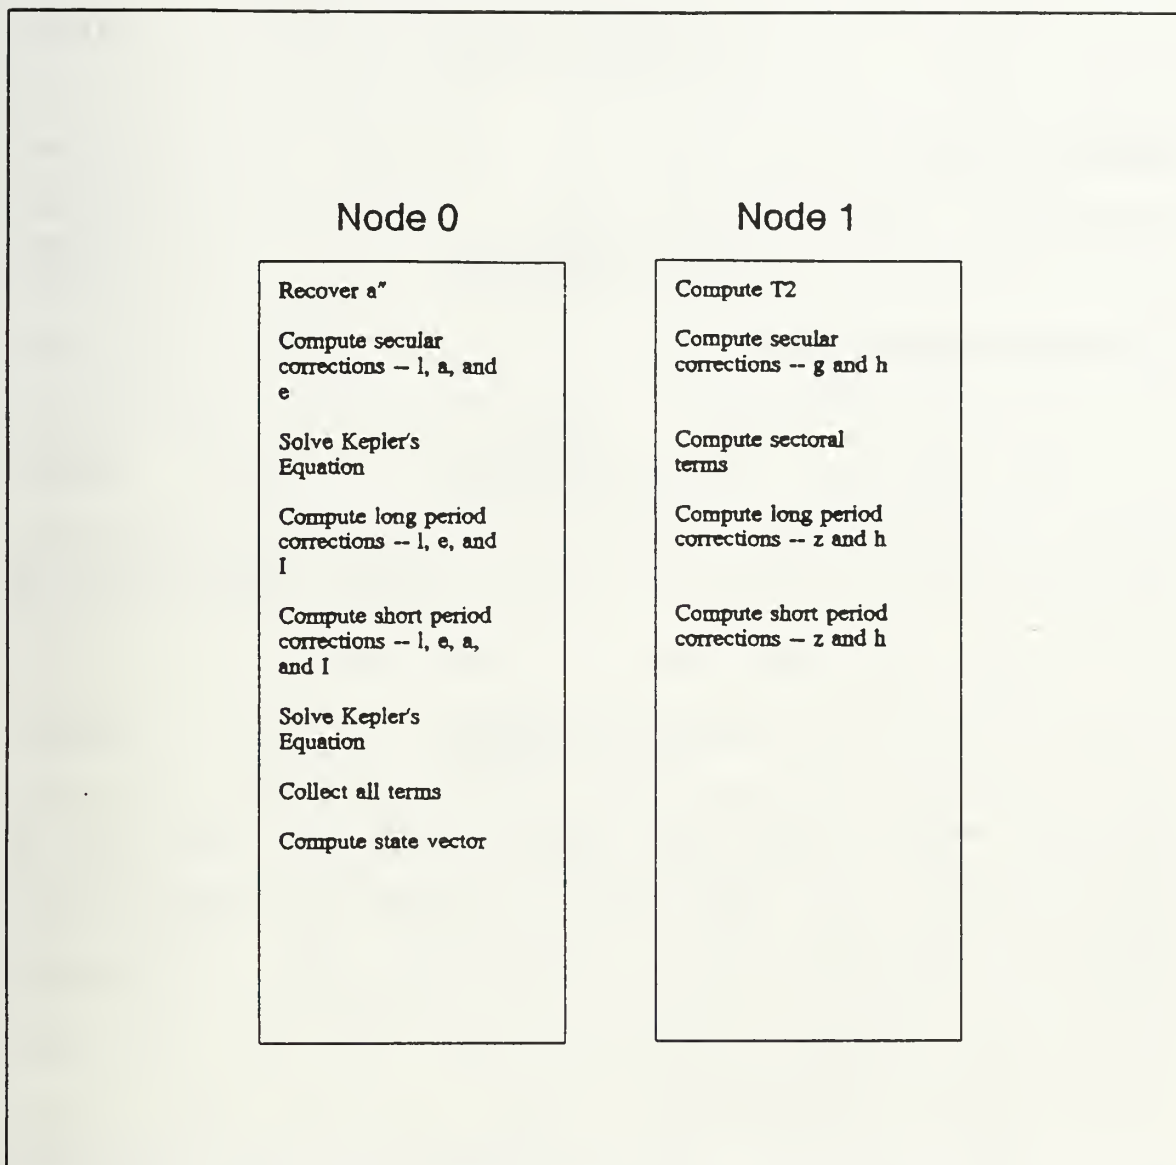 Node 0
Recover a"
Compute secular
corrections -- l, a, and
e
Solve Kepler's
Equation
Compute long period
corrections -- l, e, and
I
Compute short period
corrections -- l, e, a,
and I
Solve Kepler's
Equation
Collect all terms
Compute state vector
Node 1
Compute T2
Compute secular
corrections -- g and h
Compute sectoral
terms
Compute long period
corrections -- z and h
Compute short period
corrections -- z and h